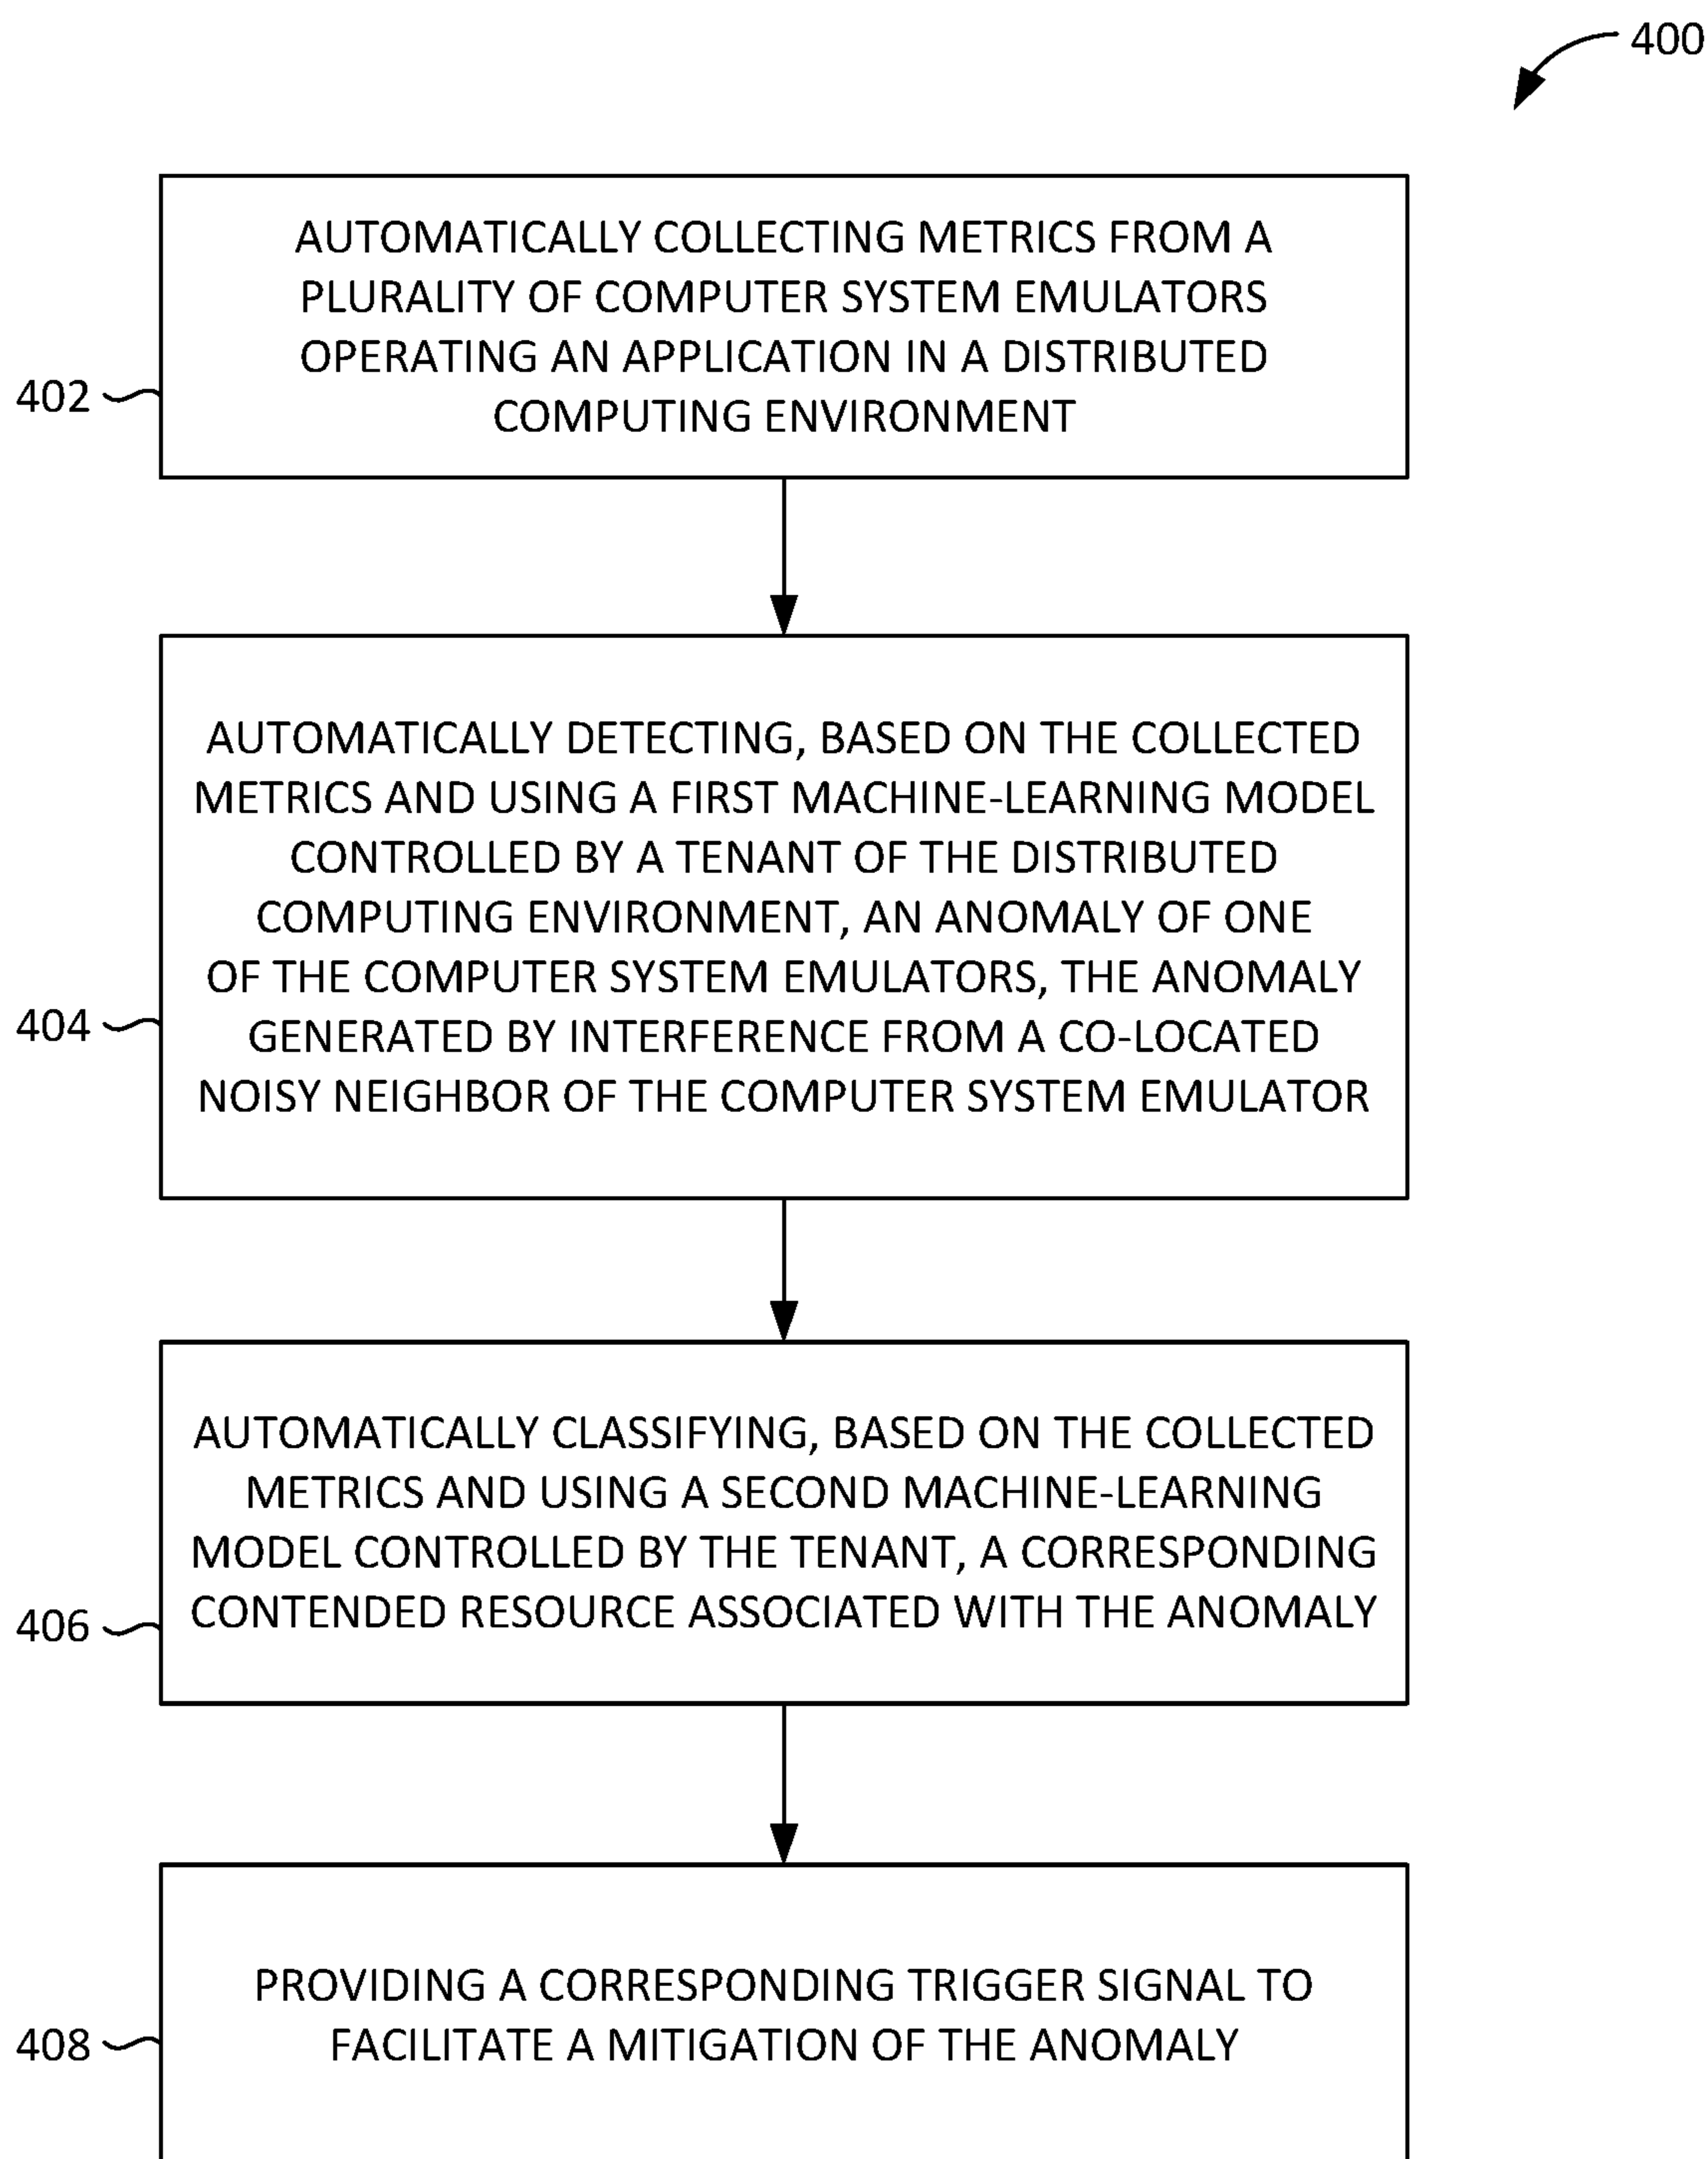 400
AUTOMATICALLY COLLECTING METRICS FROM A
PLURALITY OF COMPUTER SYSTEM EMULATORS
OPERATING AN APPLICATION IN A DISTRIBUTED
COMPUTING ENVIRONMENT
402
AUTOMATICALLY DETECTING, BASED ON THE COLLECTED
METRICS AND USING A FIRST MACHINE-LEARNING MODEL
CONTROLLED BY A TENANT OF THE DISTRIBUTED
COMPUTING ENVIRONMENT, AN ANOMALY OF ONE
OF THE COMPUTER SYSTEM EMULATORS, THE ANOMALY
GENERATED BY INTERFERENCE FROM A CO-LOCATED
NOISY NEIGHBOR OF THE COMPUTER SYSTEM EMULATOR
404
AUTOMATICALLY CLASSIFYING, BASED ON THE COLLECTED
METRICS AND USING A SECOND MACHINE-LEARNING
MODEL CONTROLLED BY THE TENANT, A CORRESPONDING
CONTENDED RESOURCE ASSOCIATED WITH THE ANOMALY
406
PROVIDING A CORRESPONDING TRIGGER SIGNAL TO
FACILITATE A MITIGATION OF THE ANOMALY
408